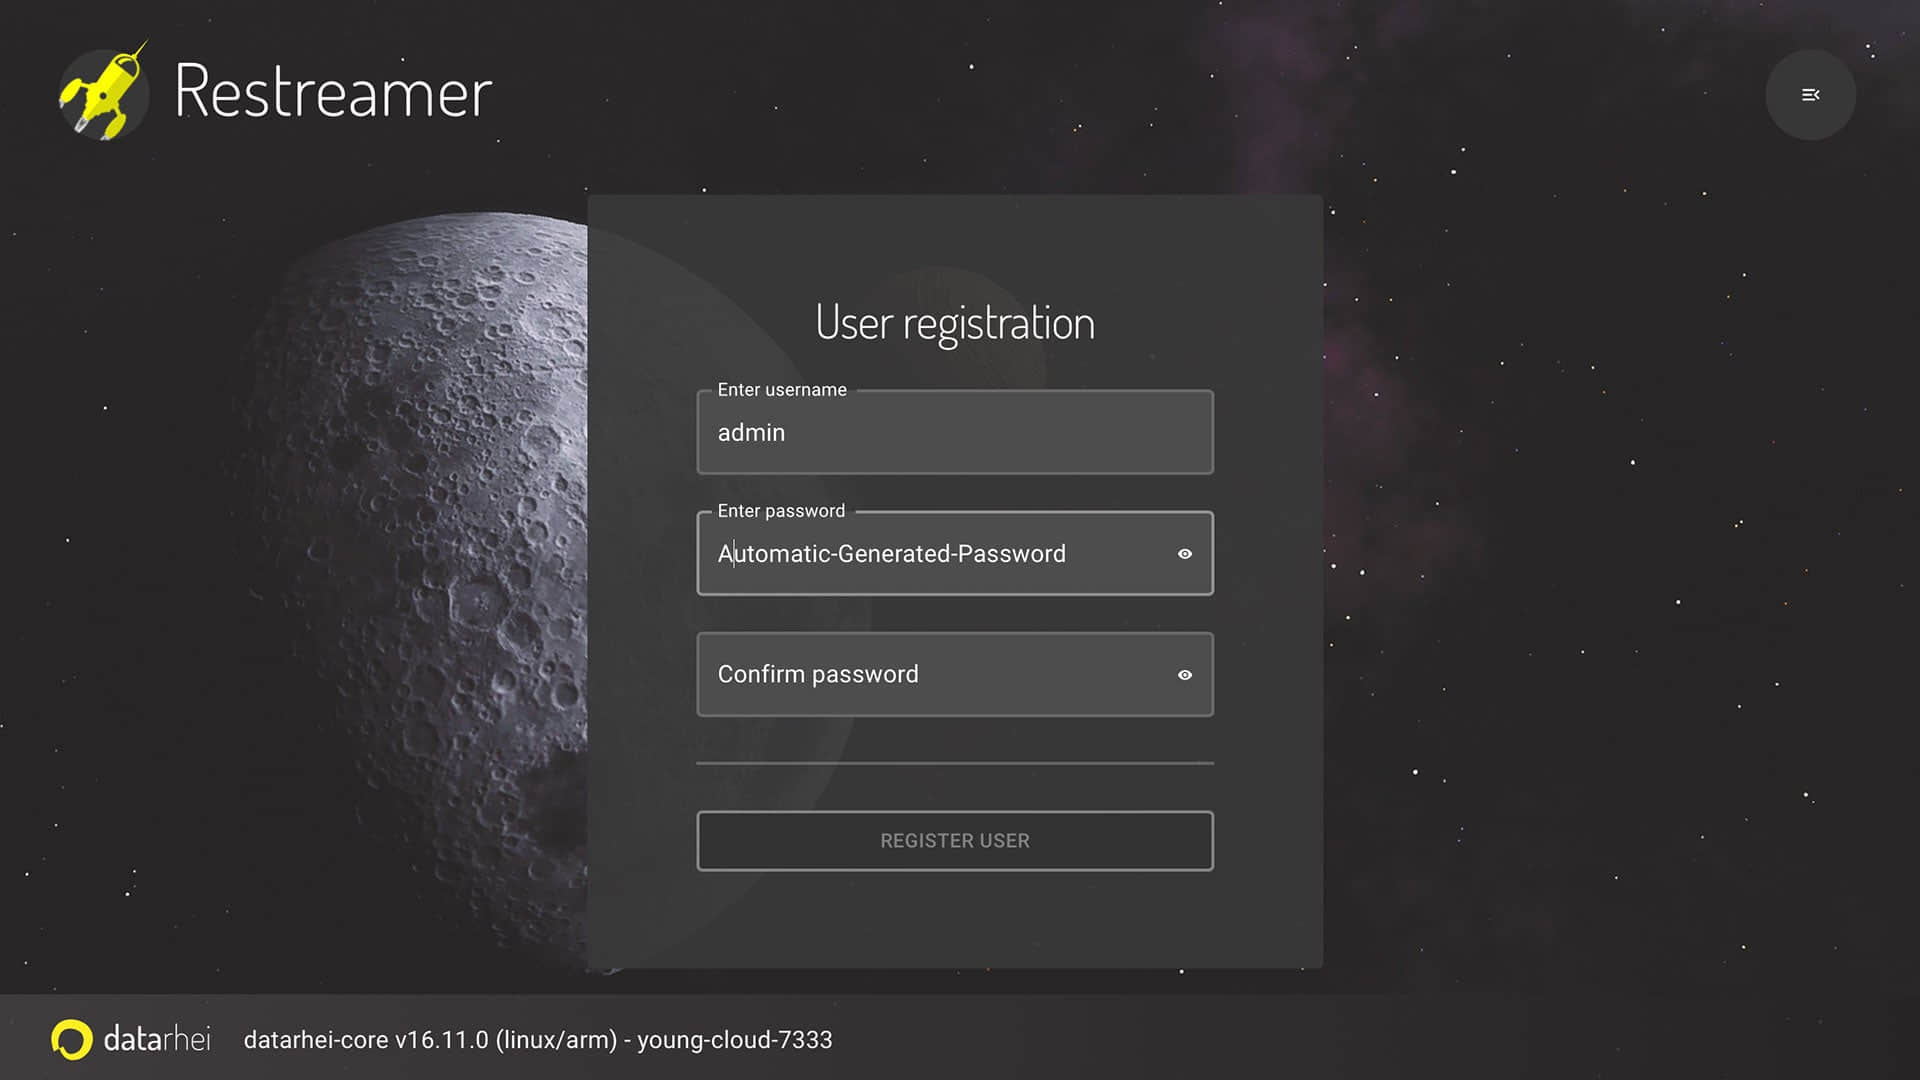 Restreamer
User registration
Enter username
admin
Enter password
Automatic-Generated-Password
Confirm password
REGISTER USER
datarhei datarhei-core v16.11.0 (linux/arm) - young-cloud-7333